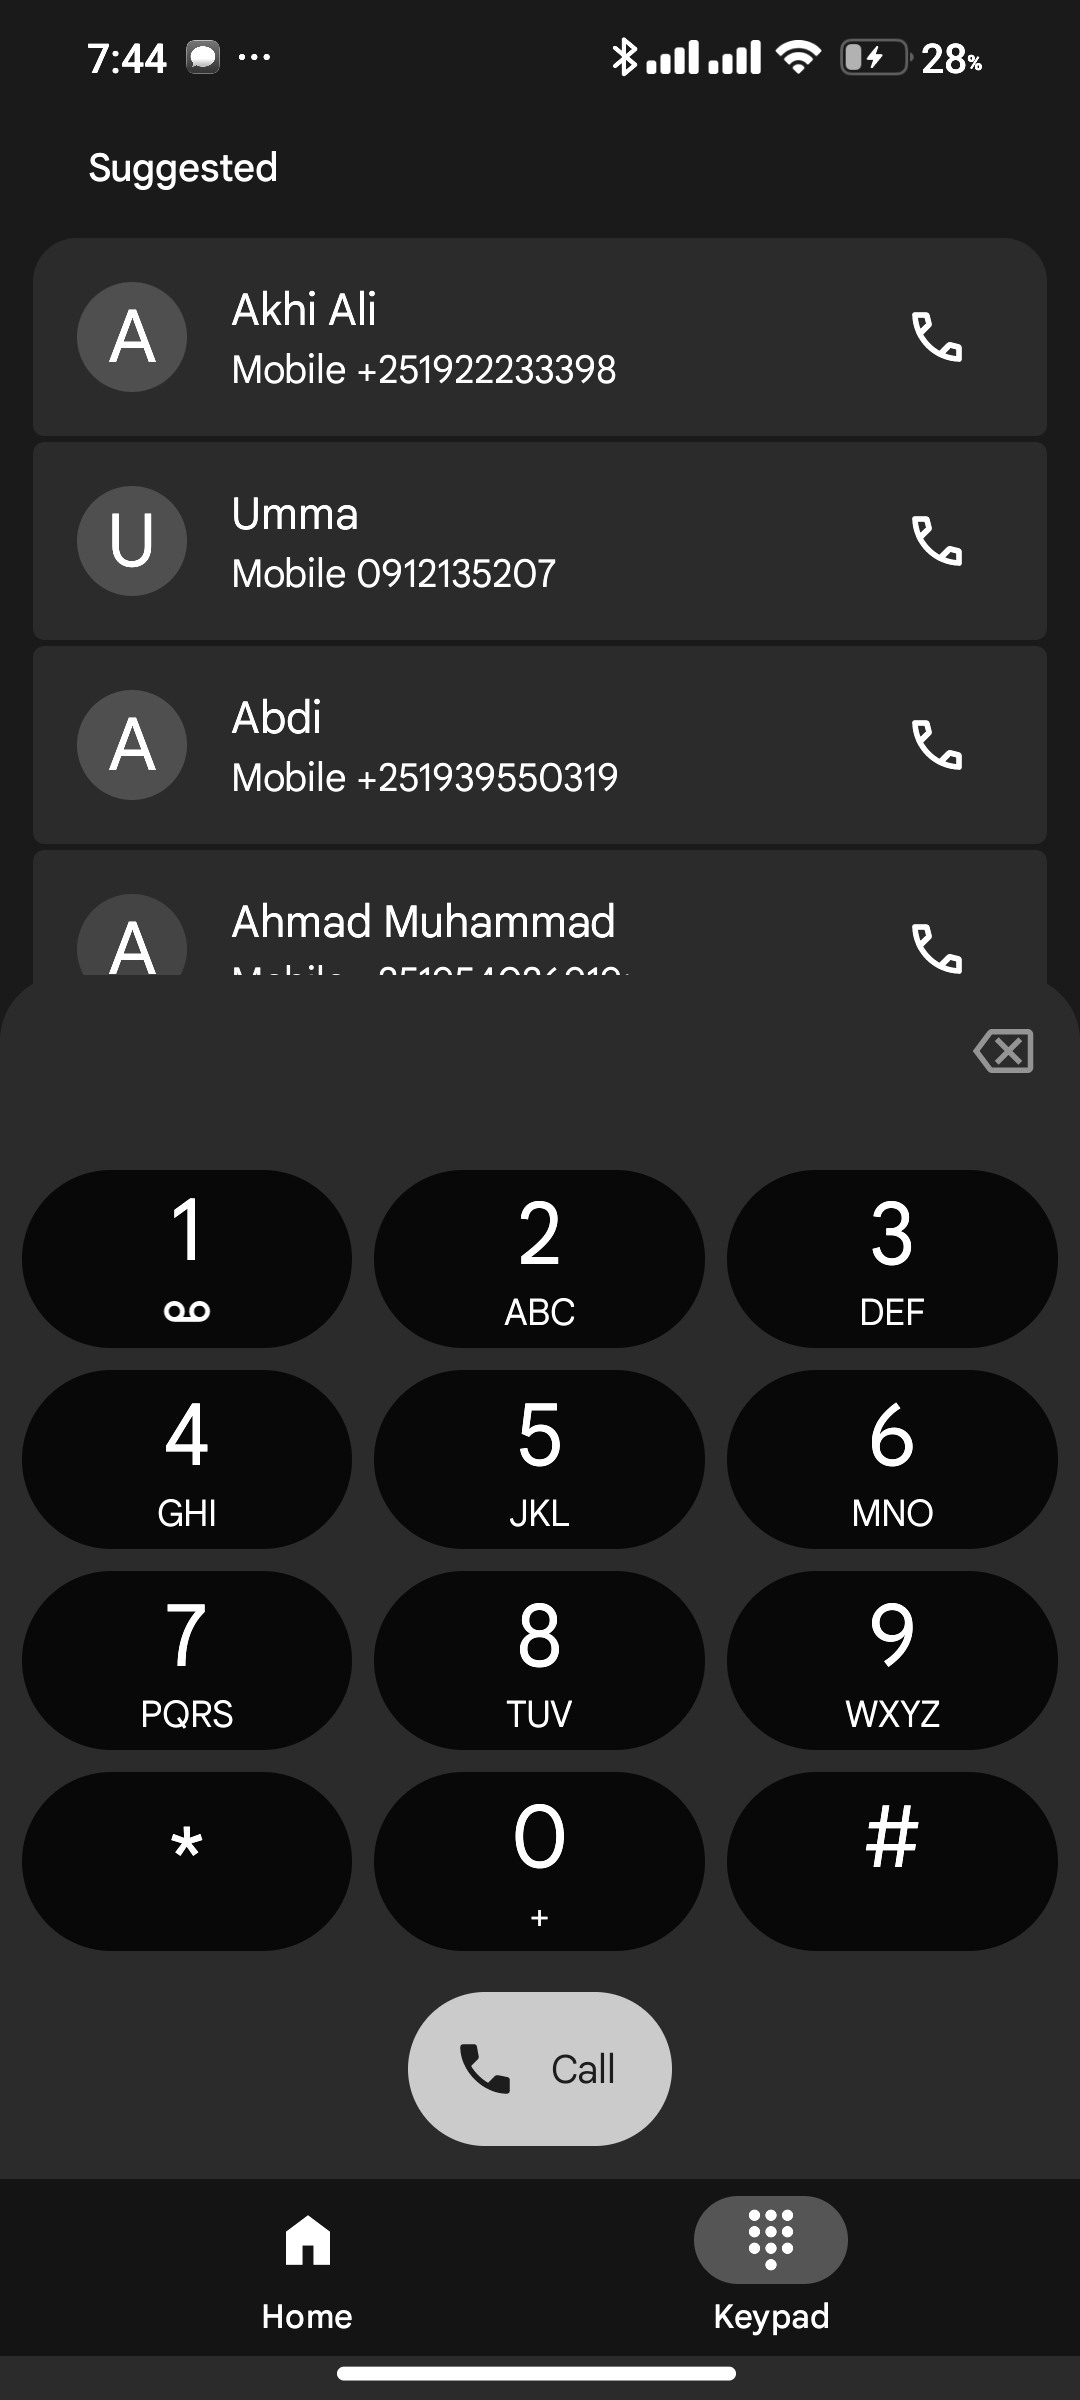 7:44 ... 28%
Suggested
A
Akhi Ali
Mobile +251922233398
U
Umma
Mobile 0912135207
A
Abdi
Mobile +251939550319
A
Ahmad Muhammad
Mobile
1
2
ABC
3
DEF
4
GHI
5
JKL
6
MNO
7
PQRS
8
TUV
9
WXYZ
*
0
+
#
Call
Home
Keypad